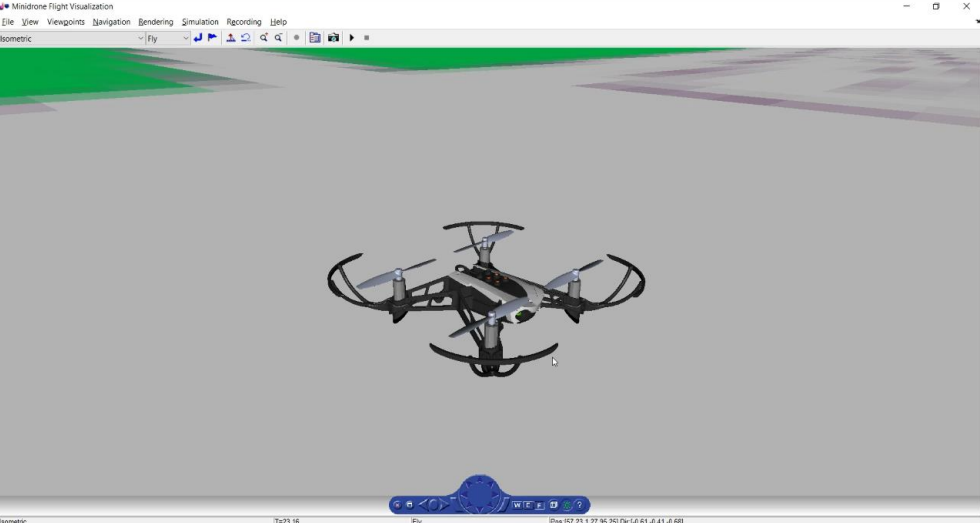 Minidrone Flight Visualization
File View Viewpoints Navigation Rendering Simulation Recording Help
Isometric Fly
W E F ?
Isometric T=23.16 Fly Pos:[57.23 1.27 95.25] Dir:[-0.61 -0.41 -0.68]